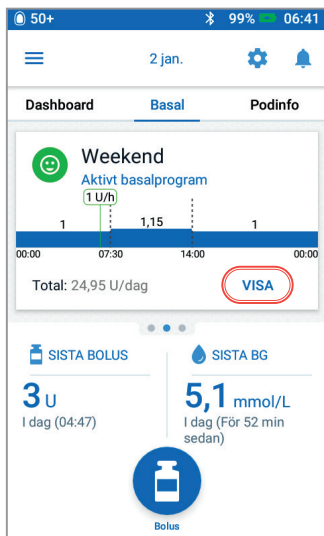 50+ 99% 06:41
2 jan.
Dashboard Basal Podinfo
Weekend
Aktivt basalprogram
1 U/h
1 1,15 1
00:00 07:30 14:00 00:00
Total: 24,95 U/dag VISA
SISTA BOLUS SISTA BG
3 U 5,1 mmol/L
I dag (04:47) I dag (För 52 min
sedan)
Bolus